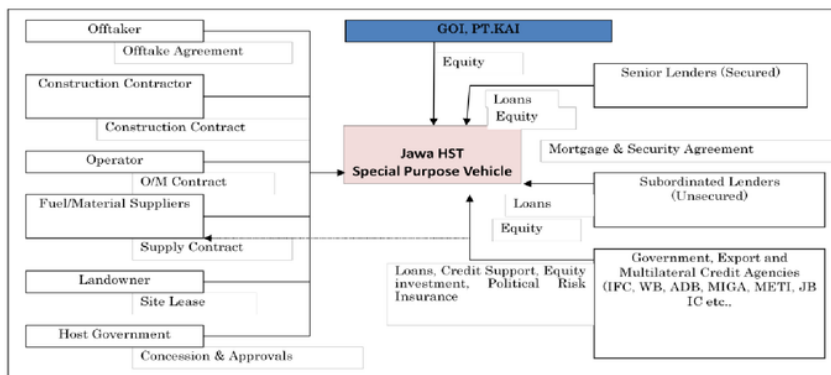 Offtaker
Offtake Agreement
Construction Contractor
Construction Contract
Operator
O/M Contract
Fuel/Material Suppliers
Supply Contract
Landowner
Site Lease
Host Government
Concession & Approvals
GOI, PT.KAI
Equity
Loans
Equity
Jawa HST
Special Purpose Vehicle
Senior Lenders (Secured)
Mortgage & Security Agreement
Subordinated Lenders
(Unsecured)
Loans
Equity
Loans, Credit Support, Equity
investment, Political Risk
Insurance
Government, Export and
Multilateral Credit Agencies
(IFC, WB, ADB, MIGA, METI, JB
IC etc.,